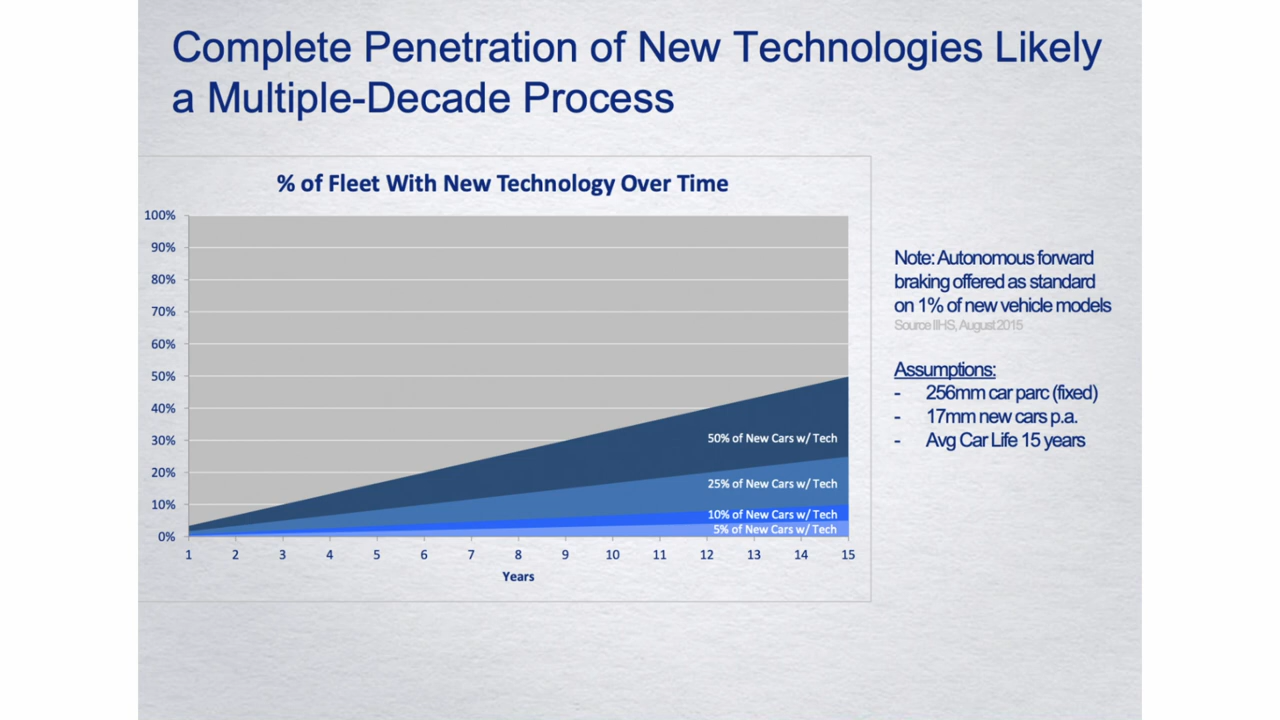 Complete Penetration of New Technologies Likely
a Multiple-Decade Process
% of Fleet With New Technology Over Time
100%
90%
80%
70%
60%
50%
40%
30%
20%
10%
0%
50% of New Cars w/ Tech
25% of New Cars w/ Tech
10% of New Cars w/ Tech
5% of New Cars w/ Tech
1 2 3 4 5 6 7 8 9 10 11 12 13 14 15
Years
Note: Autonomous forward
braking offered as standard
on 1% of new vehicle models
Source IIHS, August 2015
Assumptions:
- 256mm car parc (fixed)
- 17mm new cars p.a.
- Avg Car Life 15 years